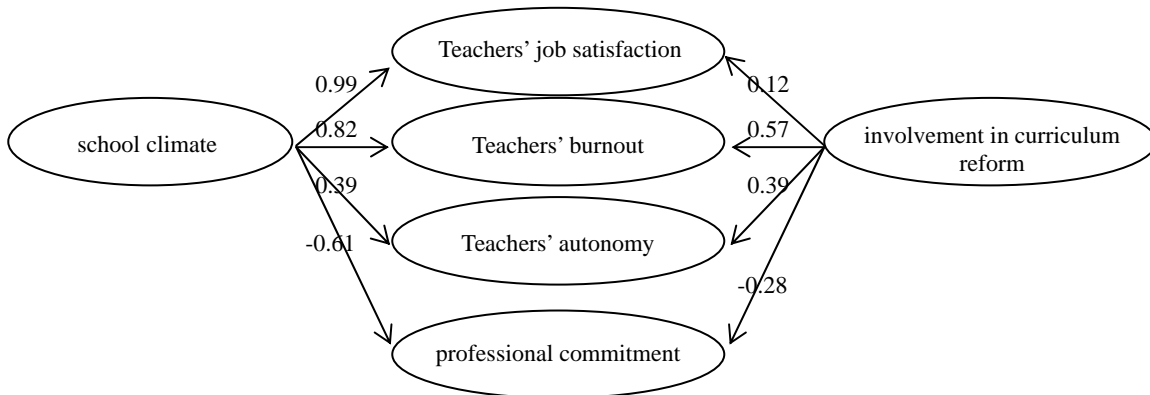 Teachers’ job satisfaction
0.99
0.12
school climate
0.82
Teachers’ burnout
0.57
involvement in curriculum
reform
0.39
0.39
Teachers’ autonomy
-0.61
-0.28
professional commitment